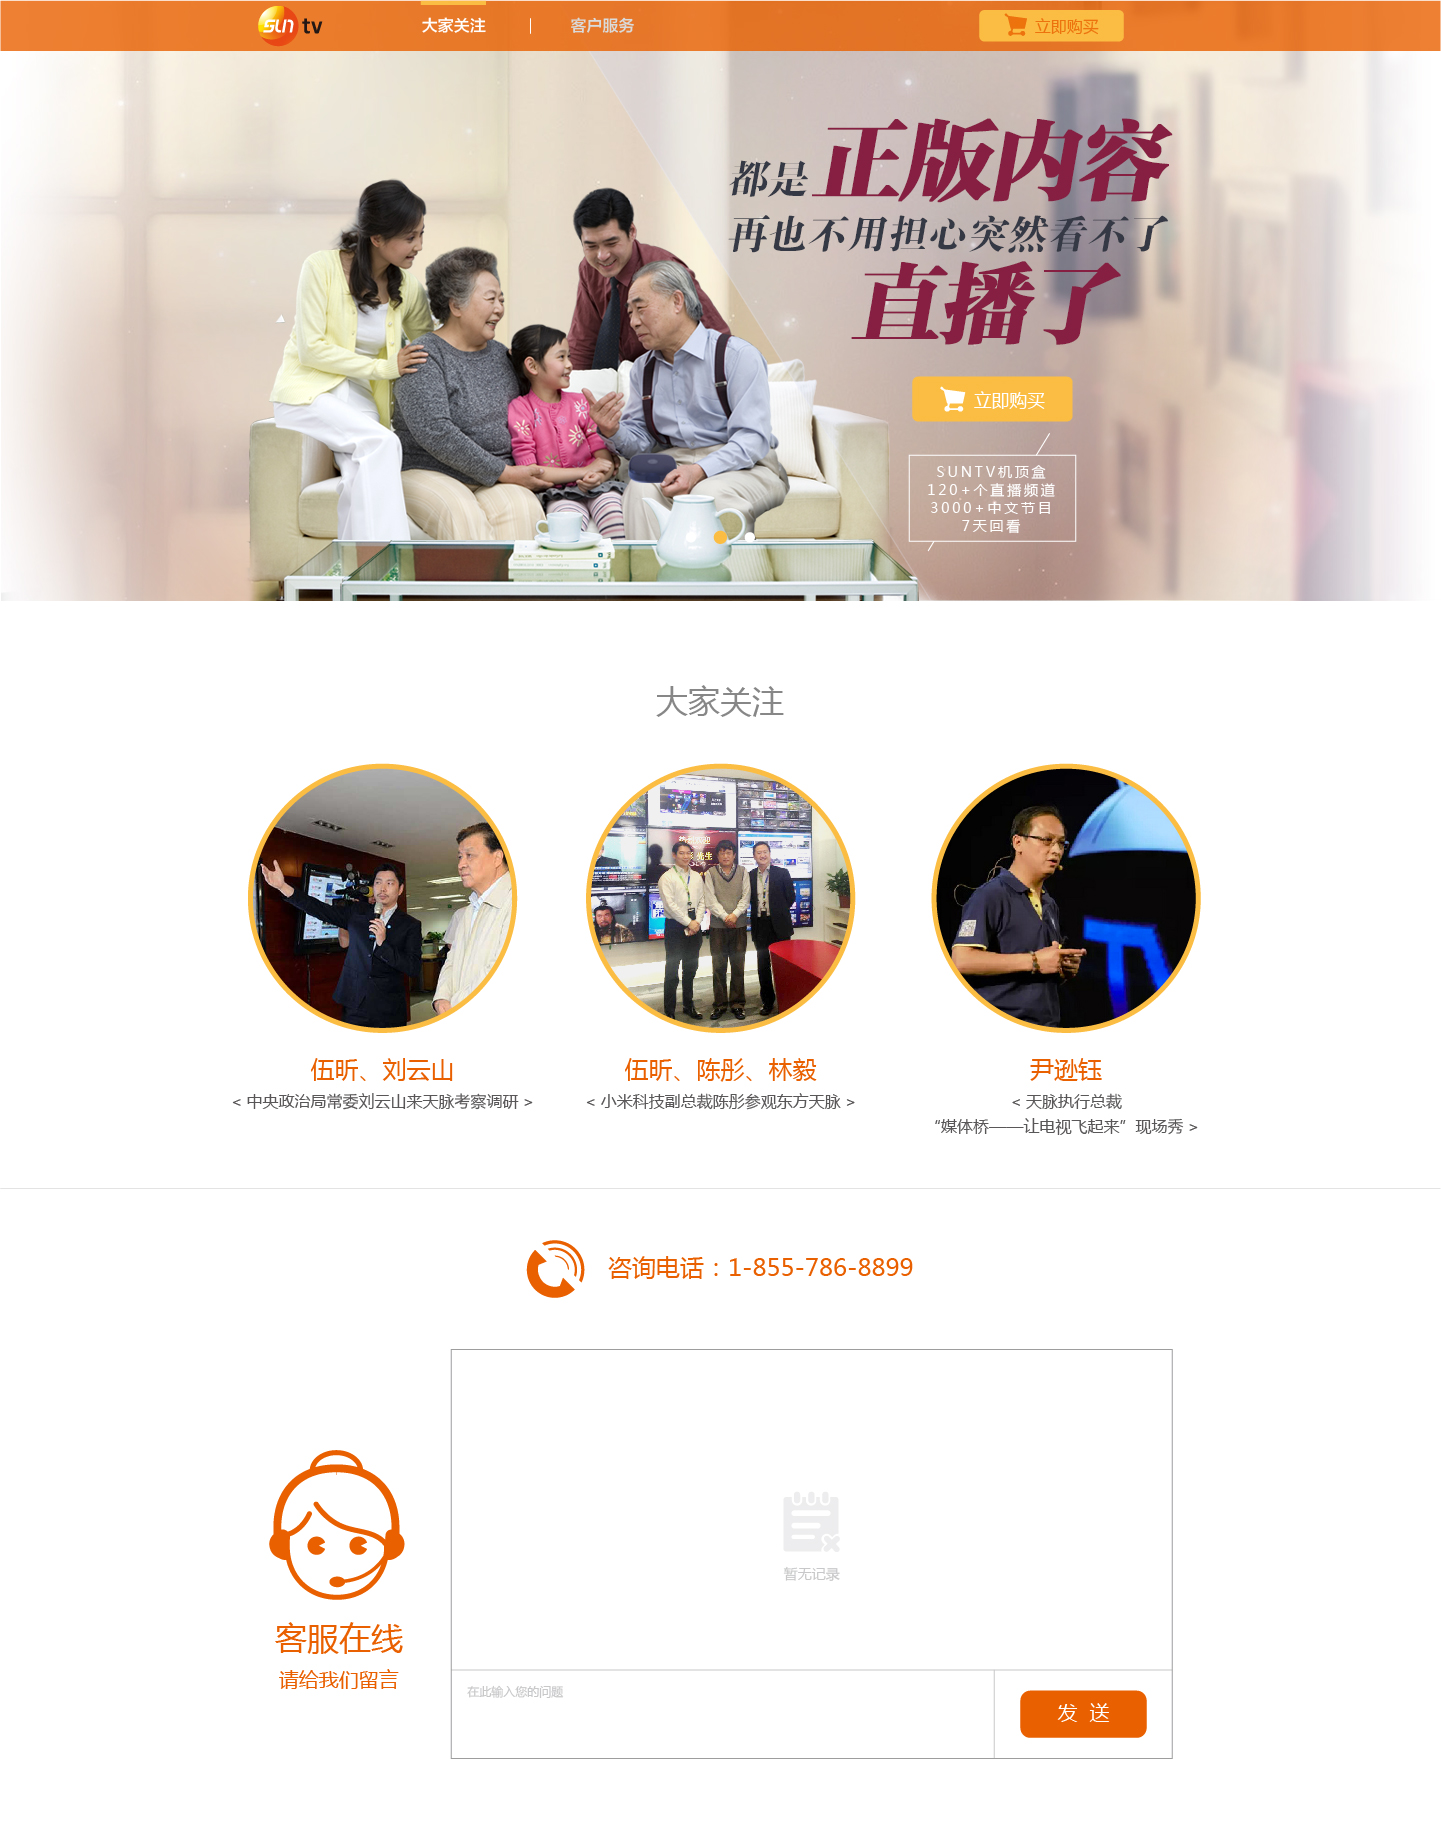 sun tv
大家关注
客户服务
立即购买
都是正版内容
再也不用担心突然看不了
直播了
立即购买
SUNTV机顶盒
120+个直播频道
3000+中文节目
7天回看
大家关注
伍昕、刘云山
< 中央政治局常委刘云山来天脉考察调研 >
伍昕、陈彤、林毅
< 小米科技副总裁陈彤参观东方天脉 >
尹逊钰
< 天脉执行总裁
“媒体桥——让电视飞起来”现场秀 >
咨询电话：1-855-786-8899
暂无记录
客服在线
请给我们留言
在此输入您的问题
发 送